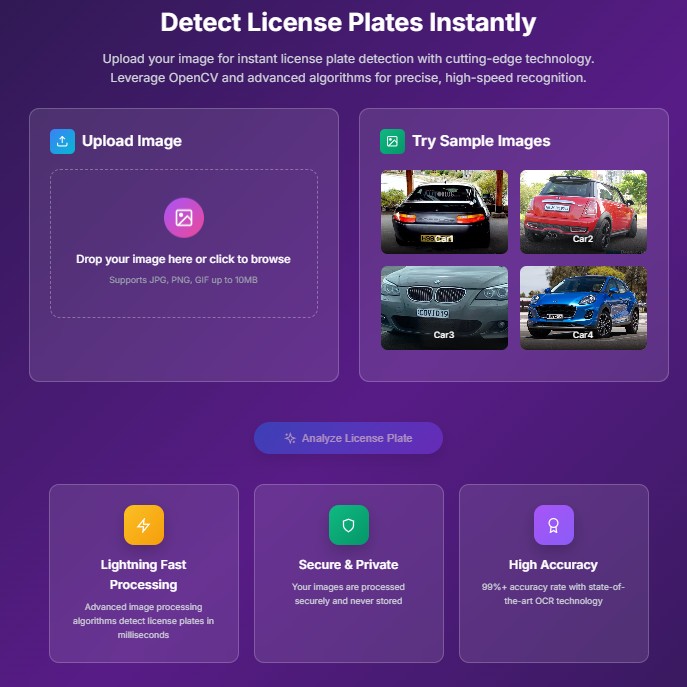 Detect License Plates Instantly
Upload your image for instant license plate detection with cutting-edge technology.
Leverage OpenCV and advanced algorithms for precise, high-speed recognition.
Upload Image
Drop your image here or click to browse
Supports JPG, PNG, GIF up to 10MB
Try Sample Images
Car1
Car2
COVID19
Car3
Car4
Analyze License Plate
Lightning Fast
Processing
Advanced image processing
algorithms detect license plates in
milliseconds
Secure & Private
Your images are processed
securely and never stored
High Accuracy
99%+ accuracy rate with state-of-
the-art OCR technology